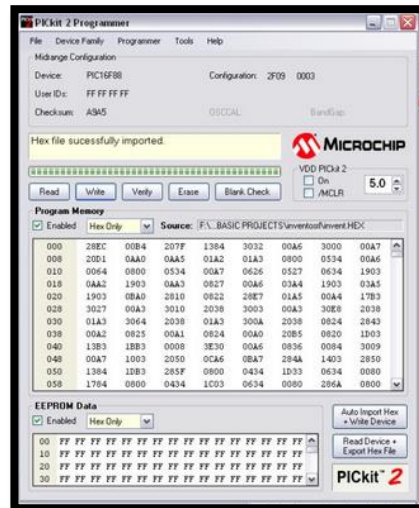 PICkit 2 Programmer
File Device Family Programmer Tools Help
Midrange Configuration
Device: PIC16F88 Configuration: 2F09 0003
User IDs: FF FF FF FF
Checksum: A9A5 OSCCAL: BandGap:
Hex file sucessfully imported.
MICROCHIP
VDD PICkit 2
On
/MCLR
5.0
Read Write Verify Erase Blank Check
Program Memory
Enabled Hex Only Source: F:\...BASIC PROJECTS\inventosof\invent.HEX
000 28EC 00B4 207F 1384 3032 00A6 3000 00A7
008 20D1 0AA0 0AA5 01A2 01A3 0800 0534 00A6
010 0064 0800 0534 00A7 0626 0527 0634 1903
018 0AA2 1903 0AA3 0827 00A6 03A4 1903 03A5
020 1903 0BA0 2810 0822 28E7 01A5 00A4 17B3
028 3027 00A3 3010 2038 3003 00A3 30E8 2038
030 01A3 3064 2038 01A3 300A 2038 0824 2843
038 00A2 0825 00A1 0824 00A0 20B5 0820 1D03
040 13B3 1BB3 0008 3E30 00A6 0836 0084 3009
048 00A7 1003 2050 0CA6 0BA7 284A 1403 2850
050 1384 1DB3 285F 0800 0434 1D33 0634 0080
058 1784 0800 0434 1C03 0634 0080 286A 0800
EEPROM Data
Enabled Hex Only
Auto Import Hex
+ Write Device
Read Device +
Export Hex File
00 FF FF FF FF FF FF FF FF FF FF FF FF FF FF FF FF
10 FF FF FF FF FF FF FF FF FF FF FF FF FF FF FF FF
20 FF FF FF FF FF FF FF FF FF FF FF FF FF FF FF FF
30 FF FF FF FF FF FF FF FF FF FF FF FF FF FF FF FF
PICkit™ 2